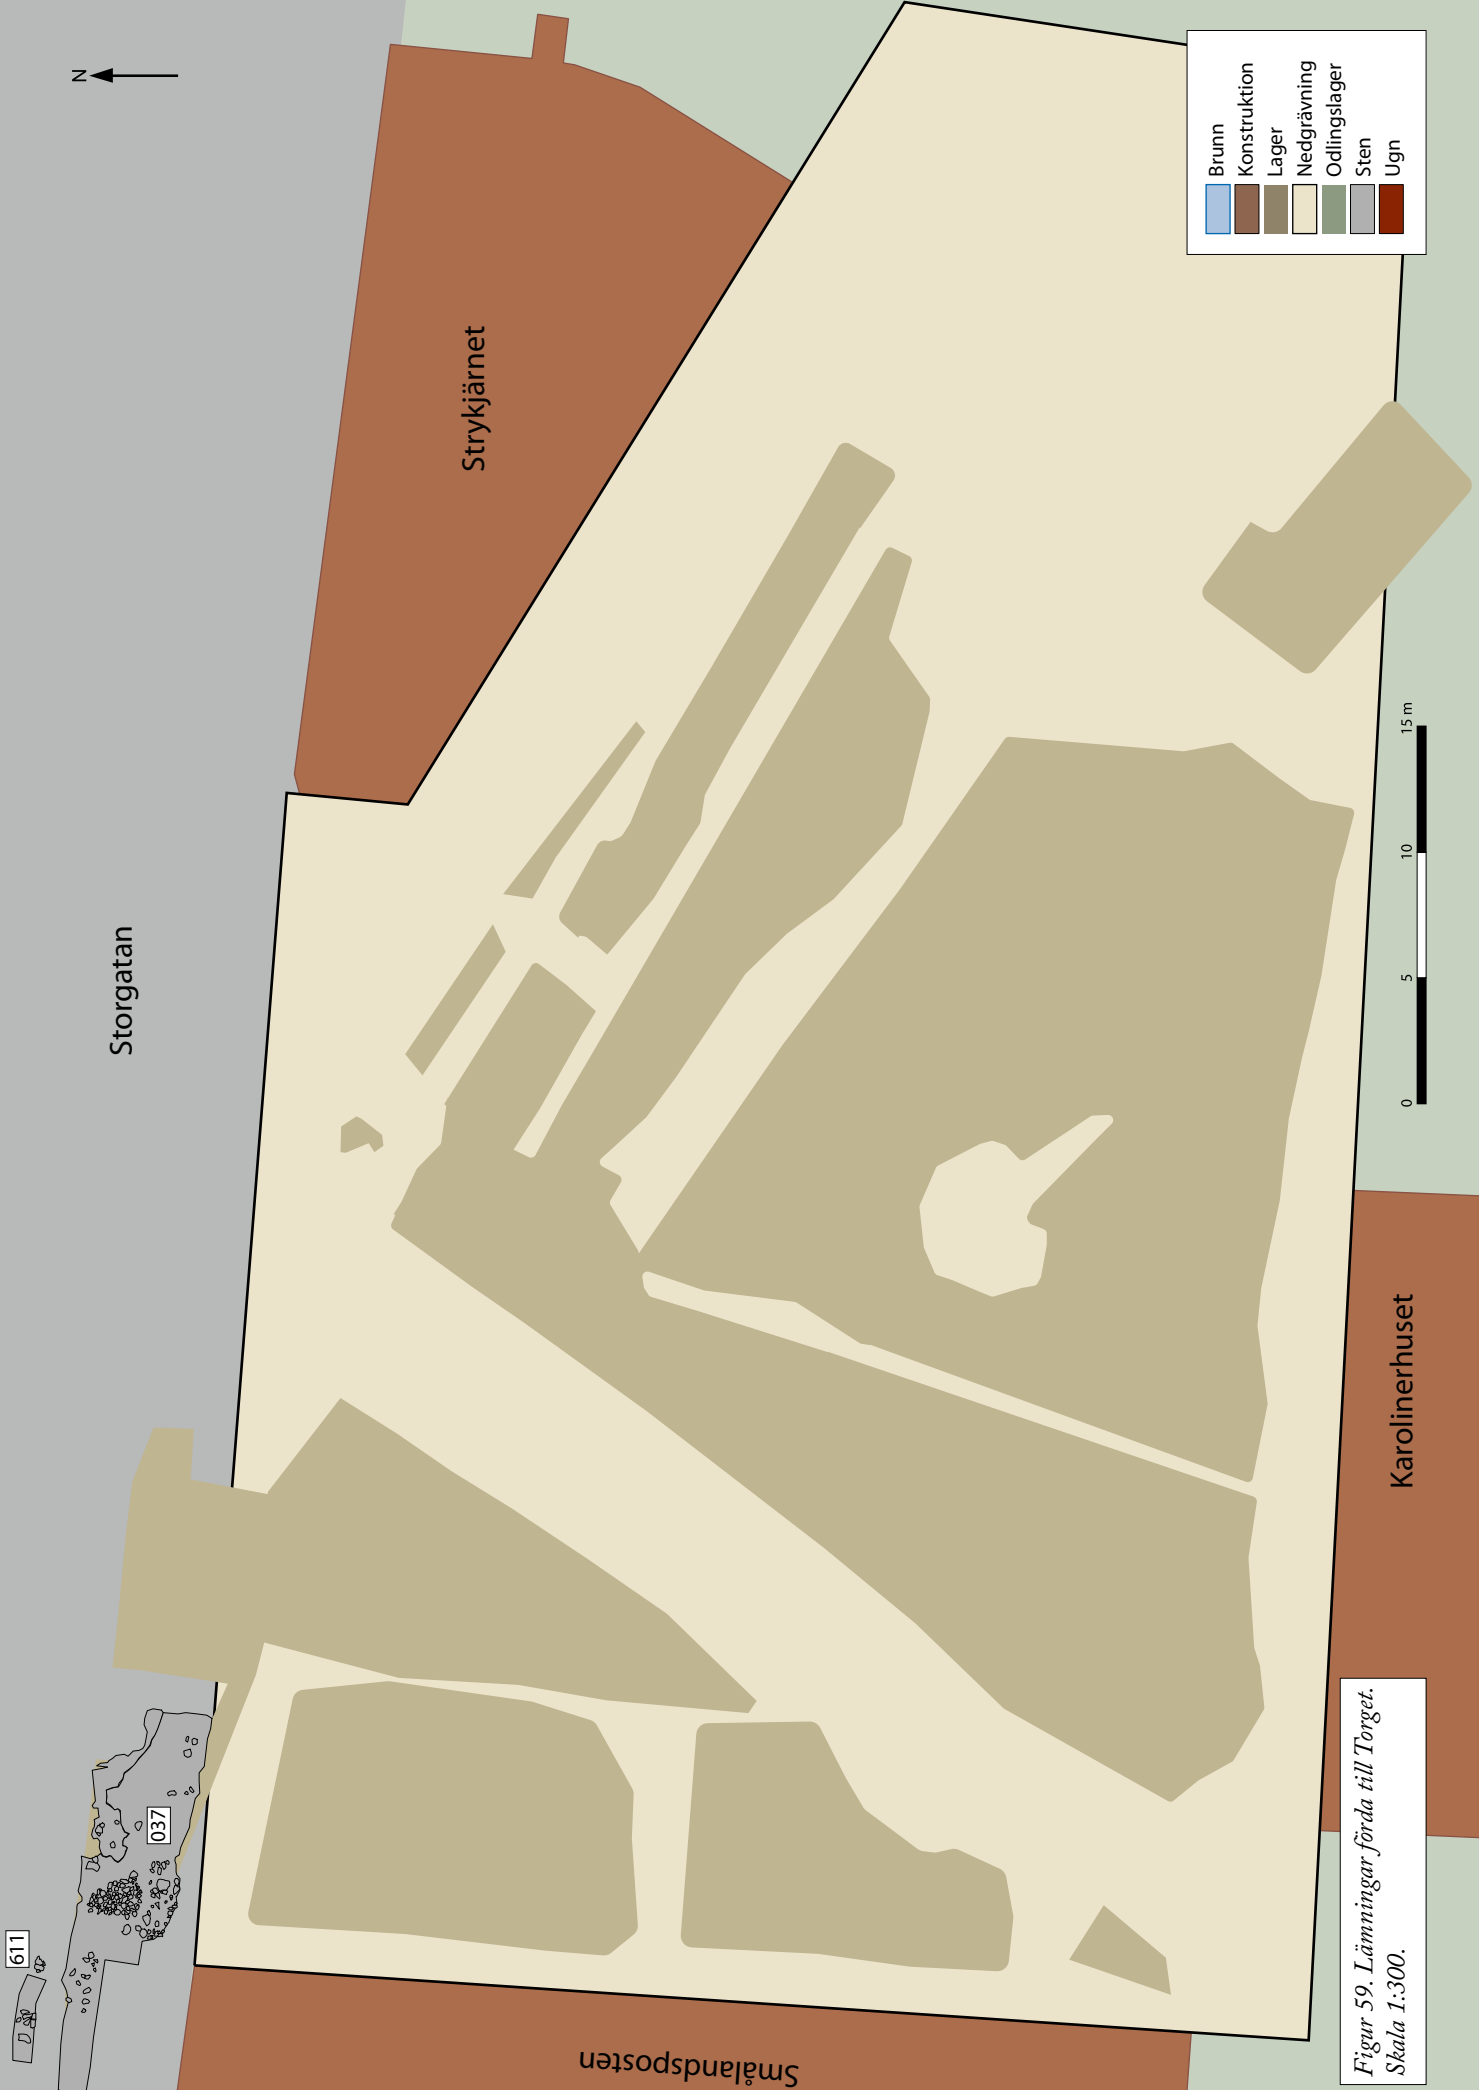 N
Storgatan
Strykjärnet
Brunn
Konstruktion
Lager
Nedgrävning
Odlingslager
Sten
Ugn
611
037
0 5 10 15 m
Karolinerhuset
Smålandsposten
Figur 59. Lämningar förda till Torget.
Skala 1:300.